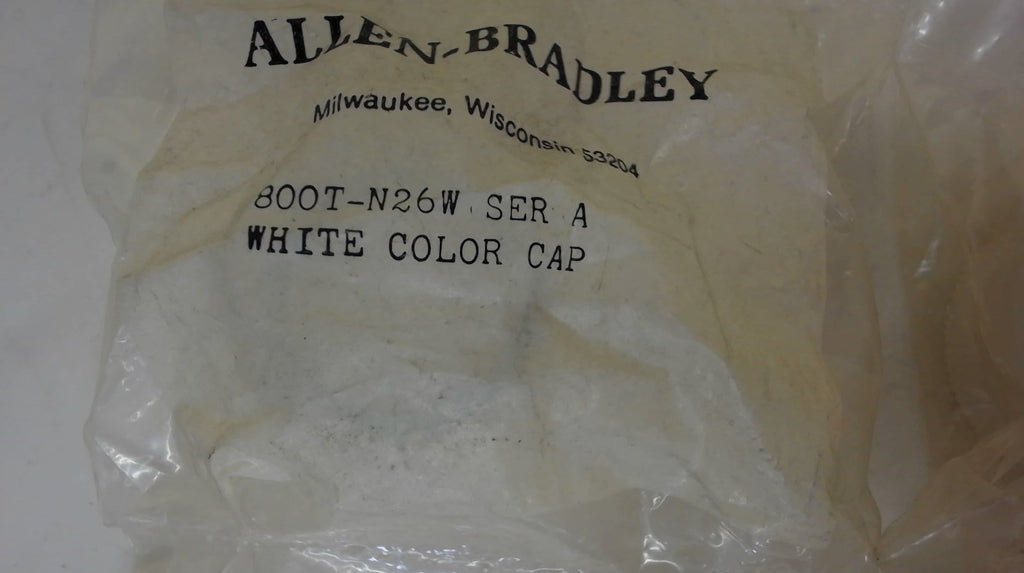 ALLEN-BRADLEY
Milwaukee, Wisconsin 53204
800T-N26W SER A
WHITE COLOR CAP